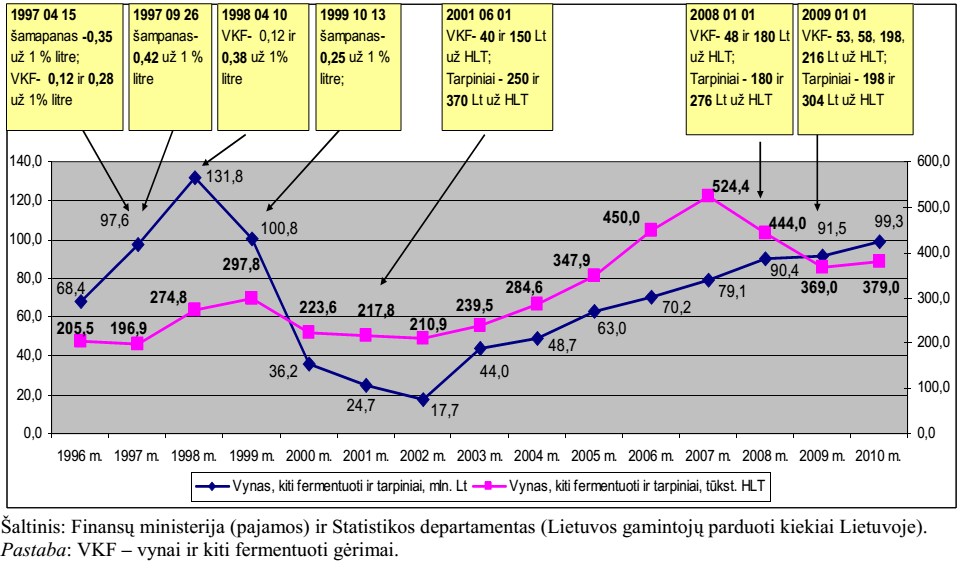 1997 04 15
šamapanas -0,35
už 1 % litre;
VKF- 0,12 ir 0,28
už 1% litre
1997 09 26
šampanas-
0,42 už 1 %
litre
1998 04 10
VKF- 0,12 ir
0,38 už 1%
litre
1999 10 13
šampanas-
0,25 už 1 %
litre;
2001 06 01
VKF- 40 ir 150 Lt
už HLT;
Tarpiniai - 250 ir
370 Lt už HLT
2008 01 01
VKF- 48 ir 180 Lt
už HLT;
Tarpiniai - 180 ir
276 Lt už HLT
2009 01 01
VKF- 53, 58, 198,
216 Lt už HLT;
Tarpiniai - 198 ir
304 Lt už HLT
140,0
120,0
100,0
80,0
60,0
40,0
20,0
0,0
600,0
500,0
400,0
300,0
200,0
100,0
0,0
68,4
97,6
131,8
100,8
36,2
24,7
17,7
44,0
48,7
63,0
70,2
79,1
90,4
91,5
99,3
205,5
196,9
274,8
297,8
223,6
217,8
210,9
239,5
284,6
347,9
450,0
524,4
444,0
369,0
379,0
1996 m. 1997 m. 1998 m. 1999 m. 2000 m. 2001 m. 2002 m. 2003 m. 2004 m. 2005 m. 2006 m. 2007 m. 2008 m. 2009 m. 2010 m.
Vynas, kiti fermentuoti ir tarpiniai, mln. Lt Vynas, kiti fermentuoti ir tarpiniai, tūkst. HLT
Šaltinis: Finansų ministerija (pajamos) ir Statistikos departamentas (Lietuvos gamintojų parduoti kiekiai Lietuvoje).
Pastaba: VKF – vynai ir kiti fermentuoti gėrimai.